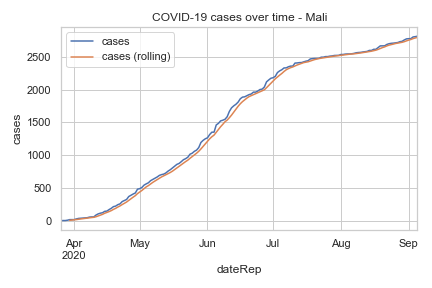 COVID-19 cases over time - Mali
cases
cases (rolling)
2500
2000
1500
1000
500
0
cases
Apr May Jun Jul Aug Sep
2020
dateRep